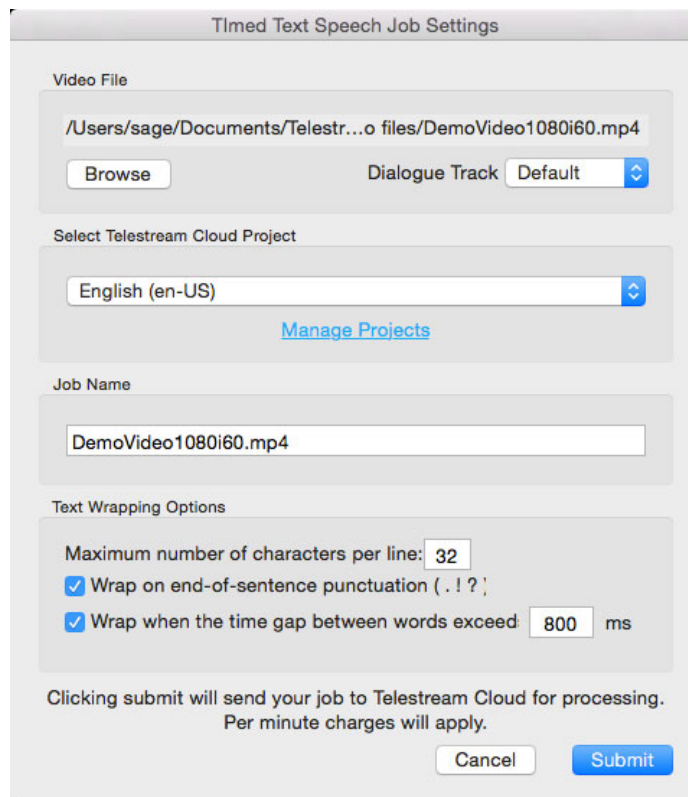 TImed Text Speech Job Settings
Video File
/Users/sage/Documents/Telestr...o files/DemoVideo1080i60.mp4
Browse
Dialogue Track Default
Select Telestream Cloud Project
English (en-US)
Manage Projects
Job Name
DemoVideo1080i60.mp4
Text Wrapping Options
Maximum number of characters per line: 32
Wrap on end-of-sentence punctuation ( . ! ? )
Wrap when the time gap between words exceed: 800 ms
Clicking submit will send your job to Telestream Cloud for processing.
Per minute charges will apply.
Cancel Submit